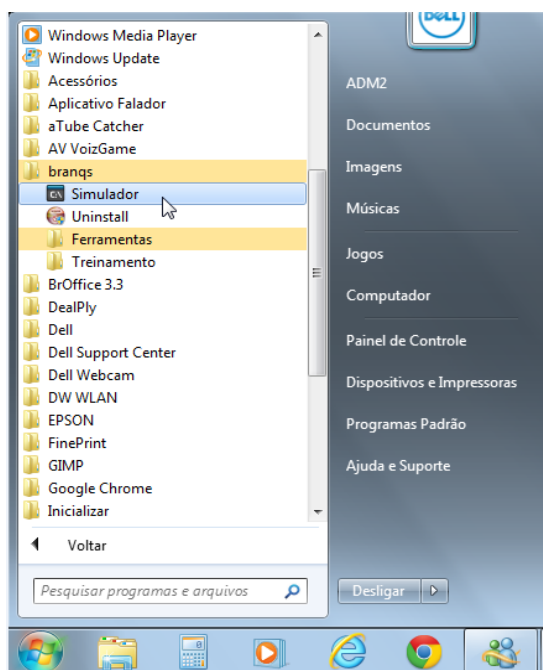 Windows Media Player
Windows Update
Acessórios
Aplicativo Falador
aTube Catcher
AV VoizGame
branqs
Simulador
Uninstall
Ferramentas
Treinamento
BrOffice 3.3
DealPly
Dell
Dell Support Center
Dell Webcam
DW WLAN
EPSON
FinePrint
GIMP
Google Chrome
Inicializar
Voltar
Pesquisar programas e arquivos
DELL
ADM2
Documentos
Imagens
Músicas
Jogos
Computador
Painel de Controle
Dispositivos e Impressoras
Programas Padrão
Ajuda e Suporte
Desligar